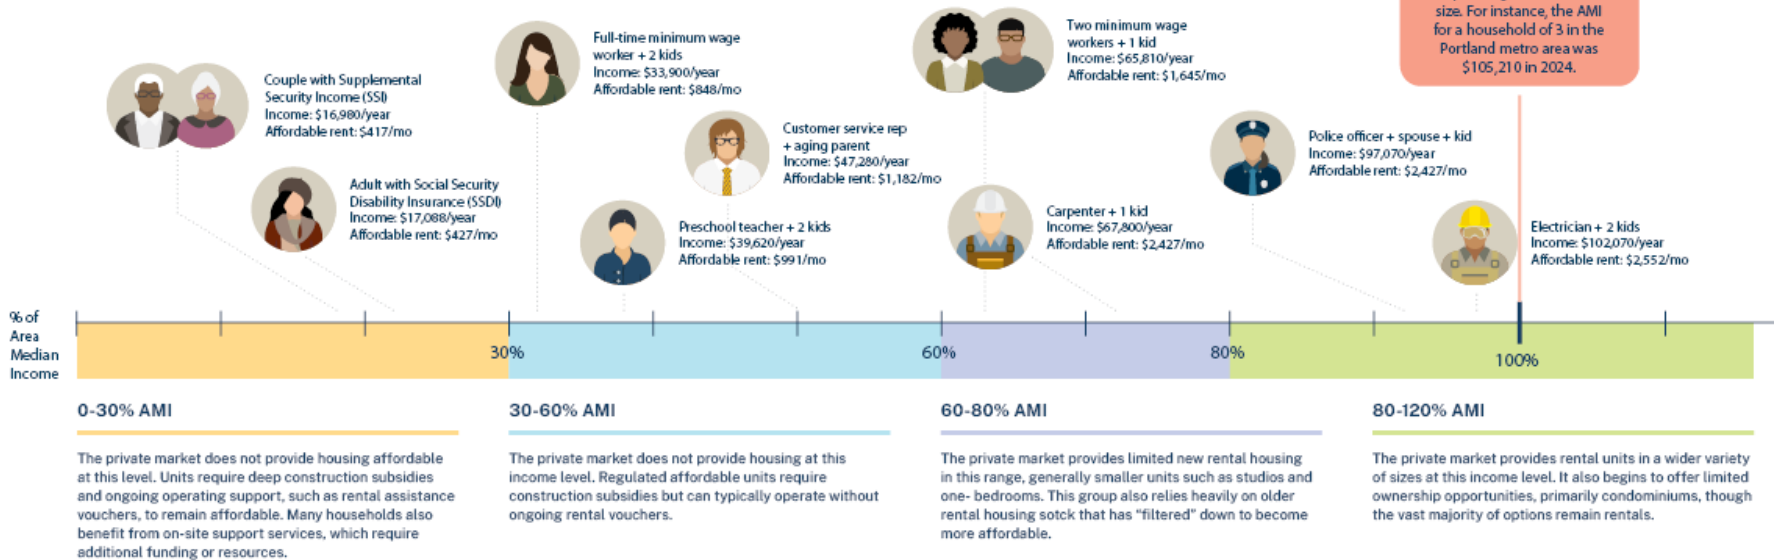 size. For instance, the AMI
for a household of 3 in the
Portland metro area was
$105,210 in 2024.
Couple with Supplemental
Security Income (SSI)
Income: $16,980/year
Affordable rent: $417/mo
Adult with Social Security
Disability Insurance (SSDI)
Income: $17,088/year
Affordable rent: $427/mo
Full-time minimum wage
worker + 2 kids
Income: $33,900/year
Affordable rent: $848/mo
Preschool teacher + 2 kids
Income: $39,620/year
Affordable rent: $991/mo
Customer service rep
+ aging parent
Income: $47,280/year
Affordable rent: $1,182/mo
Two minimum wage
workers + 1 kid
Income: $65,810/year
Affordable rent: $1,645/mo
Carpenter + 1 kid
Income: $67,800/year
Affordable rent: $2,427/mo
Police officer + spouse + kid
Income: $97,070/year
Affordable rent: $2,427/mo
Electrician + 2 kids
Income: $102,070/year
Affordable rent: $2,552/mo
% of
Area
Median
Income
30%
60%
80%
100%
0-30% AMI
The private market does not provide housing affordable
at this level. Units require deep construction subsidies
and ongoing operating support, such as rental assistance
vouchers, to remain affordable. Many households also
benefit from on-site support services, which require
additional funding or resources.
30-60% AMI
The private market does not provide housing at this
income level. Regulated affordable units require
construction subsidies but can typically operate without
ongoing rental vouchers.
60-80% AMI
The private market provides limited new rental housing
in this range, generally smaller units such as studios and
one- bedrooms. This group also relies heavily on older
rental housing sotck that has "filtered" down to become
more affordable.
80-120% AMI
The private market provides rental units in a wider variety
of sizes at this income level. It also begins to offer limited
ownership opportunities, primarily condominiums, though
the vast majority of options remain rentals.